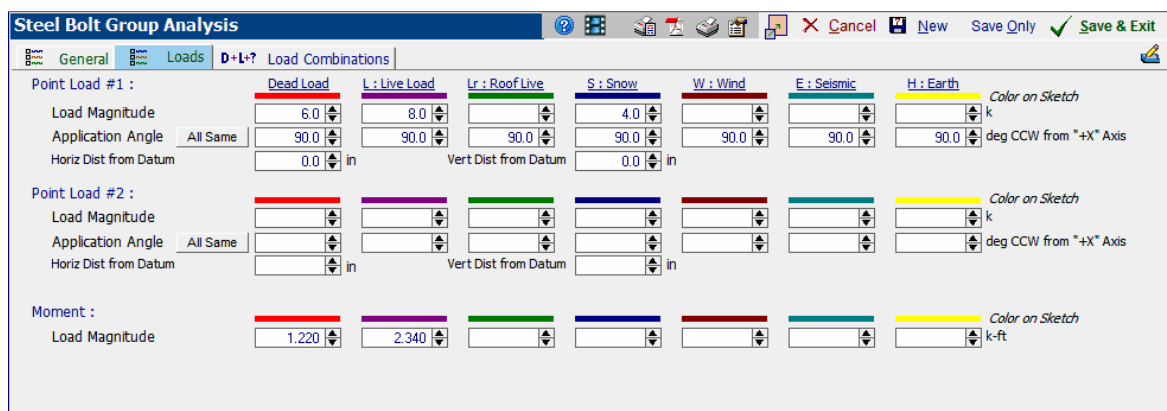 Steel Bolt Group Analysis Cancel New Save Only Save & Exit
General Loads D+L+? Load Combinations
Point Load #1 : Dead Load L : Live Load Lr : Roof Live S : Snow W : Wind E : Seismic H : Earth
Color on Sketch
Load Magnitude 6.0 8.0 4.0 k
Application Angle All Same 90.0 90.0 90.0 90.0 90.0 90.0 90.0 deg CCW from "+X" Axis
Horiz Dist from Datum 0.0 in Vert Dist from Datum 0.0 in
Point Load #2 :
Color on Sketch
Load Magnitude k
Application Angle All Same deg CCW from "+X" Axis
Horiz Dist from Datum in Vert Dist from Datum in
Moment :
Color on Sketch
Load Magnitude 1.220 2.340 k-ft